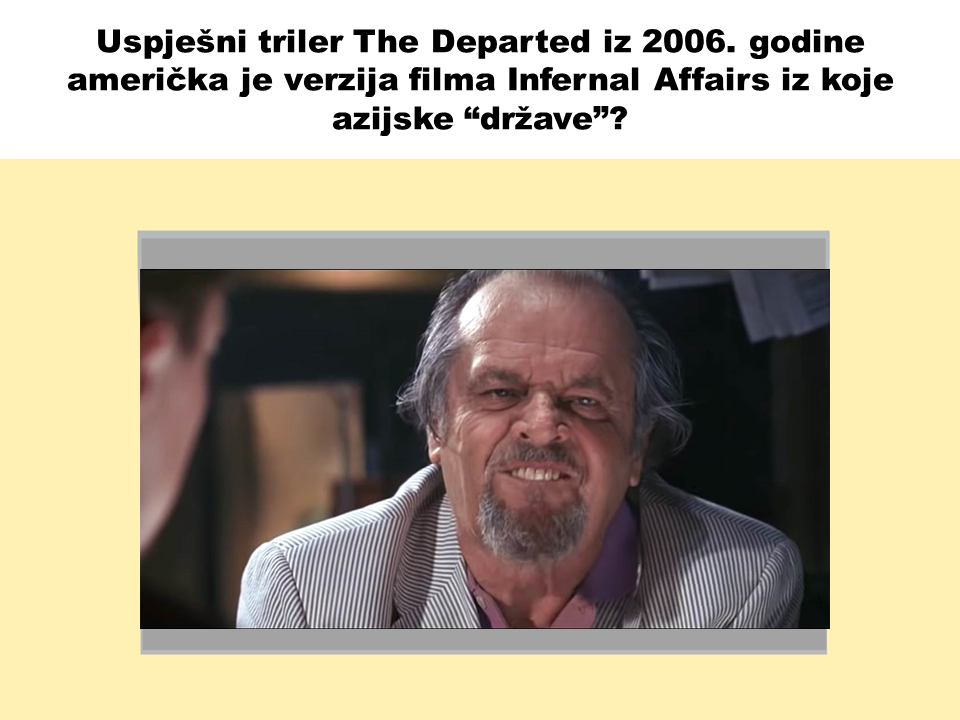 Uspješni triler The Departed iz 2006. godine
američka je verzija filma Infernal Affairs iz koje
azijske “države”?